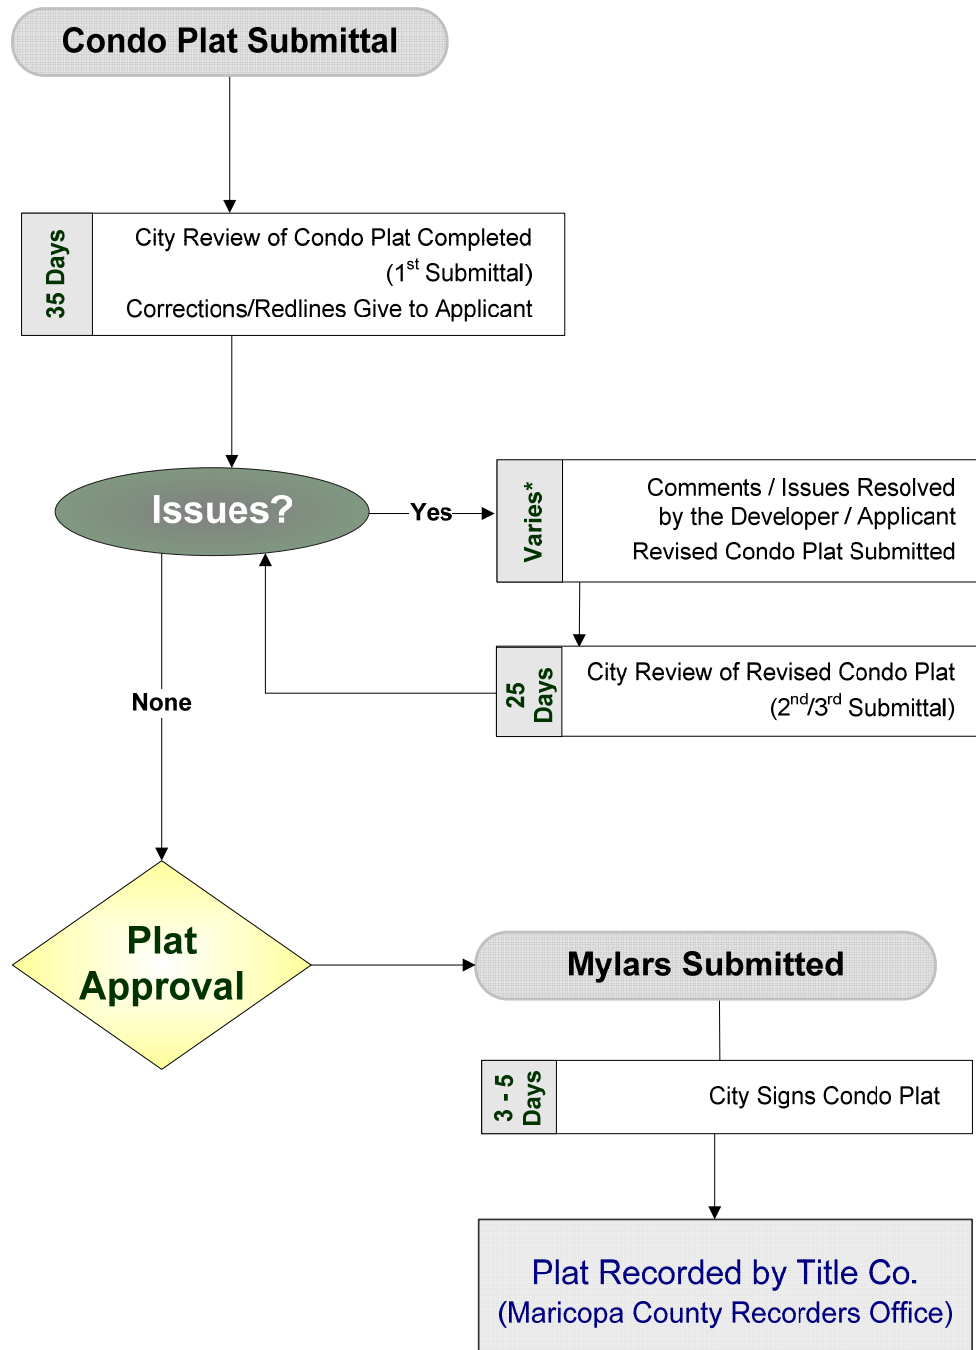 Condo Plat Submittal
35 Days
City Review of Condo Plat Completed
(1st Submittal)
Corrections/Redlines Give to Applicant
Issues?
Yes
Varies*
Comments / Issues Resolved
by the Developer / Applicant
Revised Condo Plat Submitted
25
Days
City Review of Revised Condo Plat
(2nd/3rd Submittal)
None
Plat
Approval
Mylars Submitted
3 - 5
Days
City Signs Condo Plat
Plat Recorded by Title Co.
(Maricopa County Recorders Office)